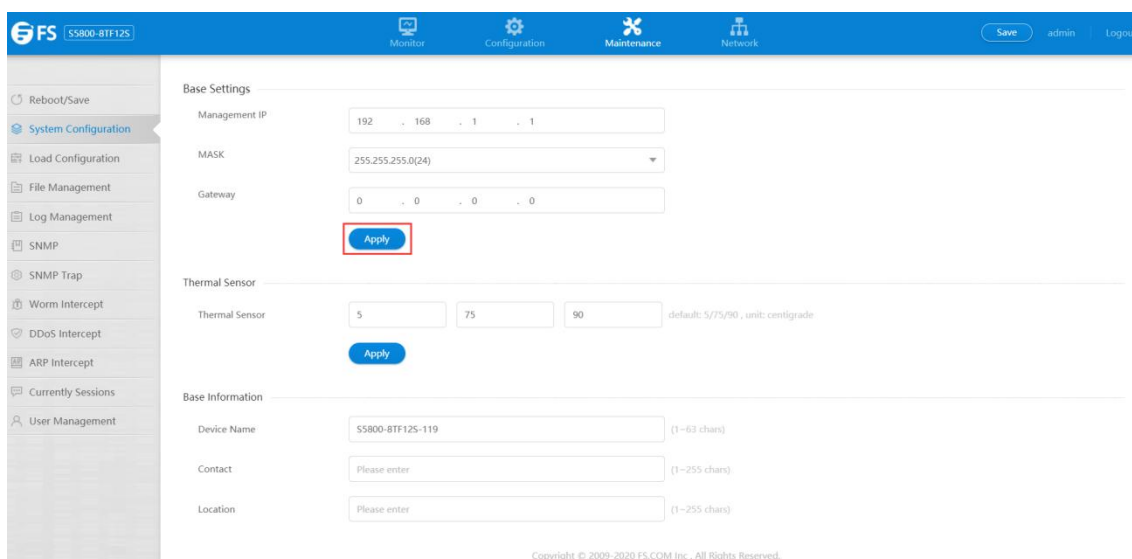 FS S5800-8TF12S
Monitor Configuration Maintenance Network
Save admin Logou
Reboot/Save
System Configuration
Load Configuration
File Management
Log Management
SNMP
SNMP Trap
Worm Intercept
DDoS Intercept
ARP Intercept
Currently Sessions
User Management
Base Settings
Management IP 192 . 168 . 1 . 1
MASK 255.255.255.0(24)
Gateway 0 . 0 . 0 . 0
Apply
Thermal Sensor
Thermal Sensor 5 75 90 default: 5/75/90 , unit: centigrade
Apply
Base Information
Device Name S5800-8TF12S-119 (1~63 chars)
Contact Please enter (1~255 chars)
Location Please enter (1~255 chars)
Copyright © 2009-2020 FS.COM Inc . All Rights Reserved.